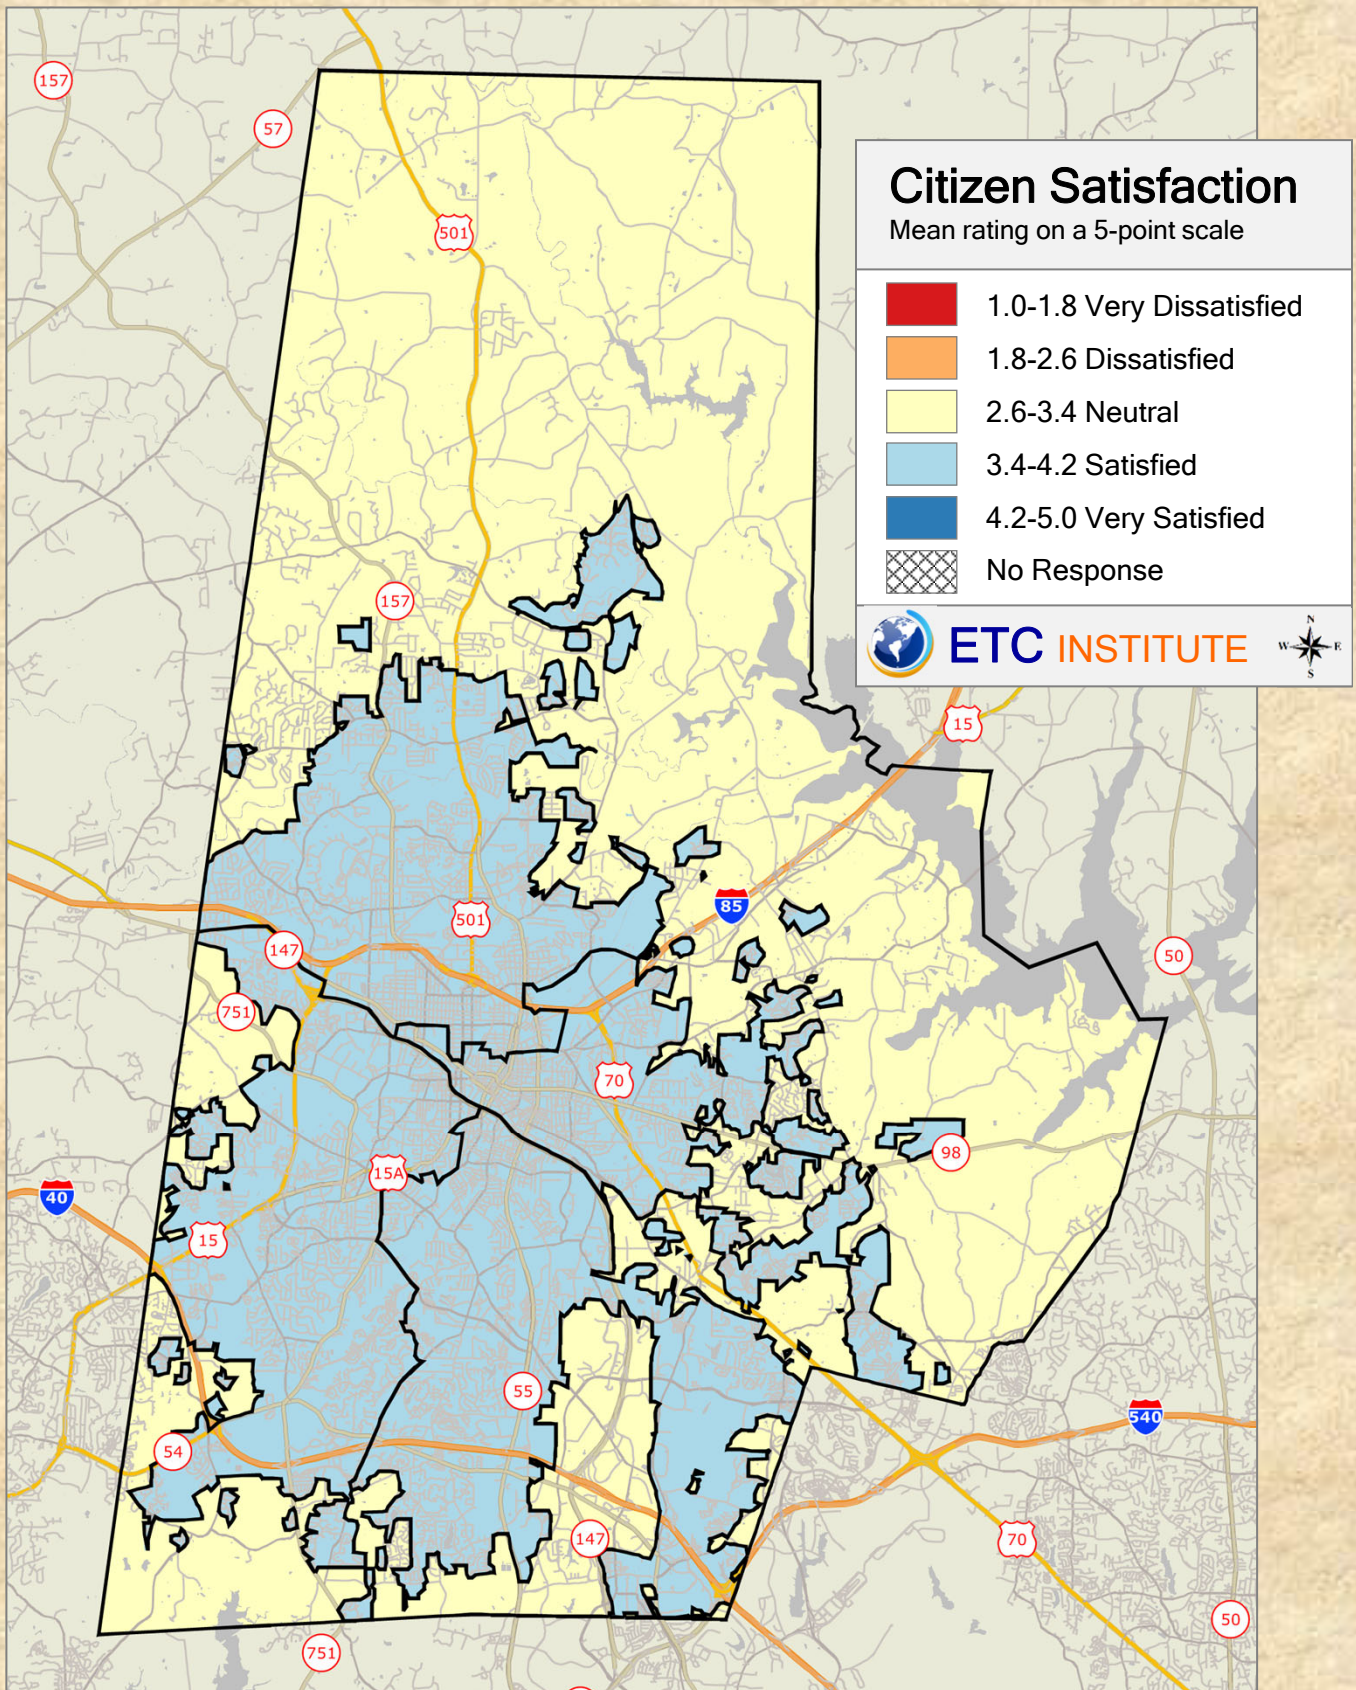 157
57
501
Citizen Satisfaction
Mean rating on a 5-point scale
1.0-1.8 Very Dissatisfied
1.8-2.6 Dissatisfied
2.6-3.4 Neutral
3.4-4.2 Satisfied
4.2-5.0 Very Satisfied
No Response
ETC INSTITUTE
N
W
E
S
157
15
85
501
147
50
751
70
98
15A
40
15
55
540
54
147
70
50
751